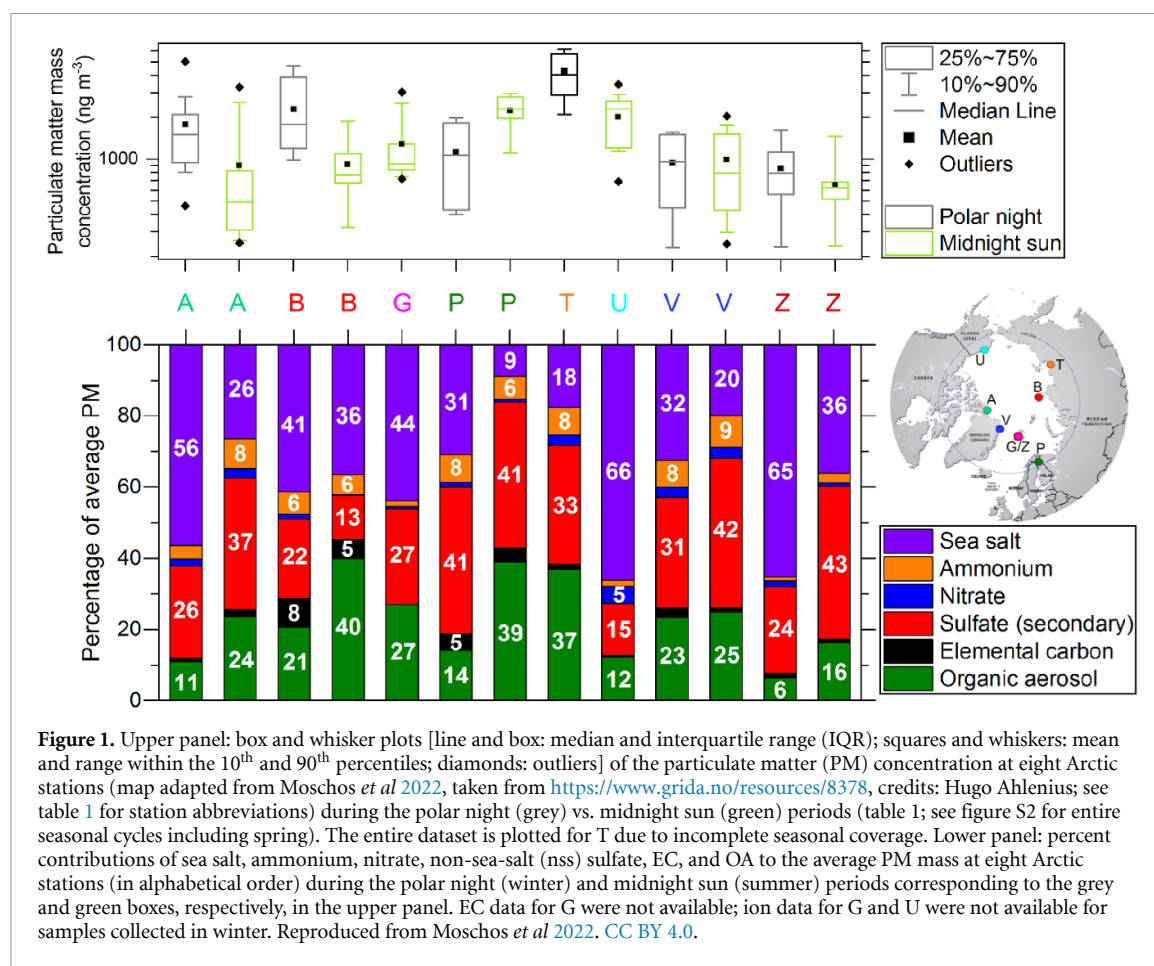 Particulate matter mass
concentration (ng m⁻³)
1000
25%~75%
10%~90%
Median Line
Mean
Outliers
Polar night
Midnight sun
A A B B G P P T U V V Z Z
Percentage of average PM
100
80
60
40
20
0
56
26
11
26
8
37
24
41
6
22
8
21
36
6
13
5
40
44
27
27
31
8
41
5
14
9
6
41
39
18
8
33
37
66
5
15
12
32
8
31
23
20
9
42
25
65
24
6
36
43
16
ALASKA
(USA)
CANADA
GREENLAND
(DENMARK)
RUSSIAN
FEDERATION
ICELAND
NORWAY
SWEDEN
FINLAND
U
T
B
A
V
G/Z
P
Sea salt
Ammonium
Nitrate
Sulfate (secondary)
Elemental carbon
Organic aerosol
Figure 1. Upper panel: box and whisker plots [line and box: median and interquartile range (IQR); squares and whiskers: mean
and range within the 10th and 90th percentiles; diamonds: outliers] of the particulate matter (PM) concentration at eight Arctic
stations (map adapted from Moschos et al 2022, taken from https://www.grida.no/resources/8378, credits: Hugo Ahlenius; see
table 1 for station abbreviations) during the polar night (grey) vs. midnight sun (green) periods (table 1; see figure S2 for entire
seasonal cycles including spring). The entire dataset is plotted for T due to incomplete seasonal coverage. Lower panel: percent
contributions of sea salt, ammonium, nitrate, non-sea-salt (nss) sulfate, EC, and OA to the average PM mass at eight Arctic
stations (in alphabetical order) during the polar night (winter) and midnight sun (summer) periods corresponding to the grey
and green boxes, respectively, in the upper panel. EC data for G were not available; ion data for G and U were not available for
samples collected in winter. Reproduced from Moschos et al 2022. CC BY 4.0.